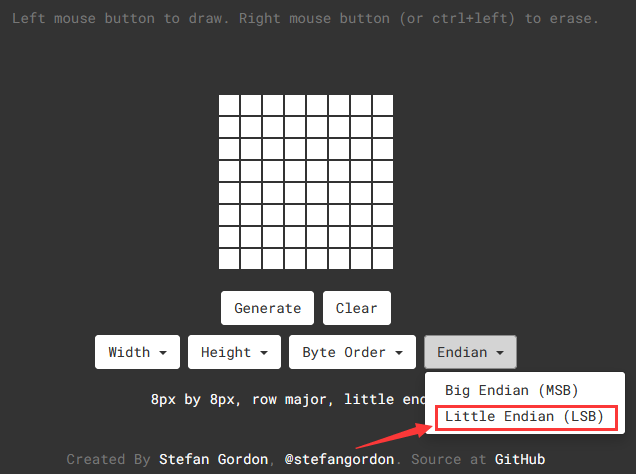 Left mouse button to draw. Right mouse button (or ctrl+left) to erase.
Generate Clear
Width Height Byte Order Endian
Big Endian (MSB)
8px by 8px, row major, little
Little Endian (LSB)
Created By Stefan Gordon, @stefangordon. Source at GitHub